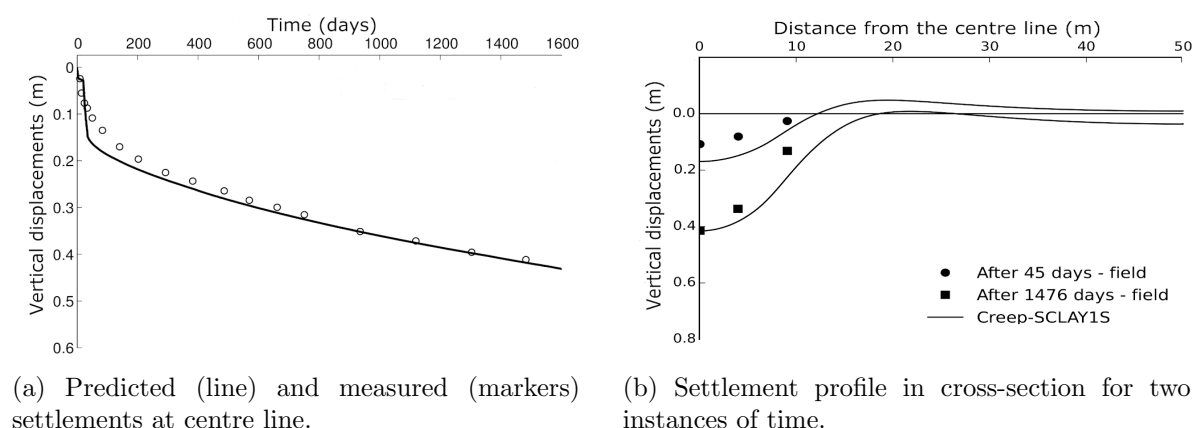 Time (days)
0 200 400 600 800 1000 1200 1400 1600
0
0.1
0.2
0.3
0.4
0.5
0.6
Vertical displacements (m)
(a) Predicted (line) and measured (markers)
settlements at centre line.
Distance from the centre line (m)
0 10 20 30 40 50
0.0
0.2
0.4
0.6
0.8
Vertical displacements (m)
After 45 days - field
After 1476 days - field
Creep-SCLAY1S
(b) Settlement profile in cross-section for two
instances of time.